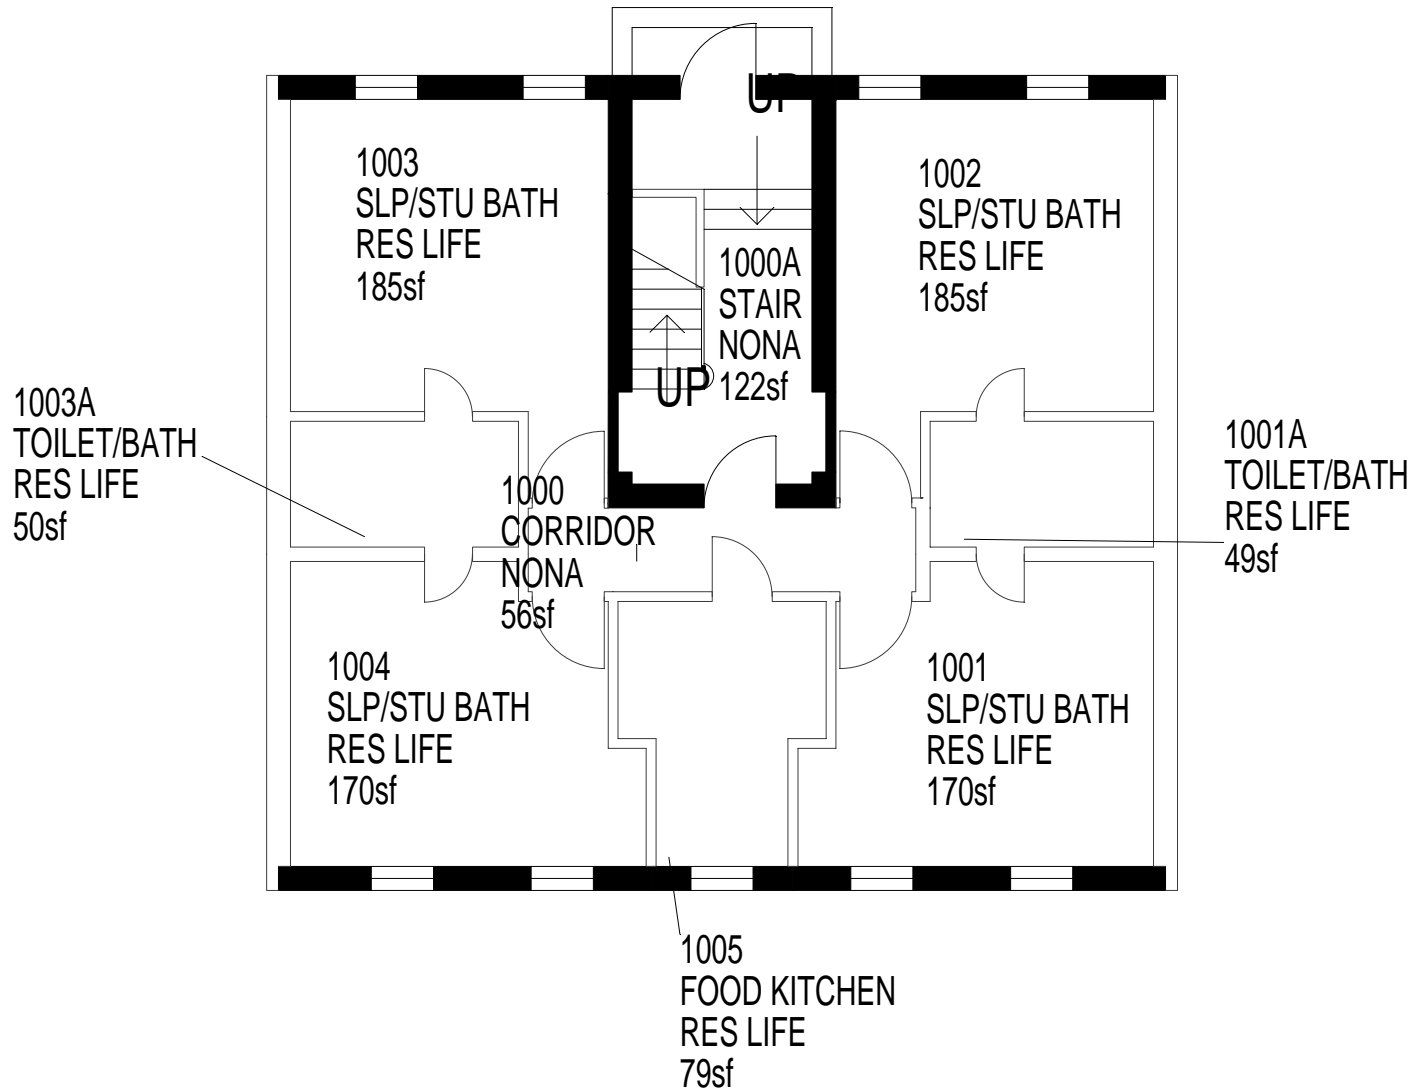 UP
1003
SLP/STU BATH
RES LIFE
185sf
1002
SLP/STU BATH
RES LIFE
185sf
1000A
STAIR
NONA
122sf
UP
1003A
TOILET/BATH
RES LIFE
50sf
1001A
TOILET/BATH
RES LIFE
49sf
1000
CORRIDOR
NONA
56sf
1004
SLP/STU BATH
RES LIFE
170sf
1001
SLP/STU BATH
RES LIFE
170sf
1005
FOOD KITCHEN
RES LIFE
79sf